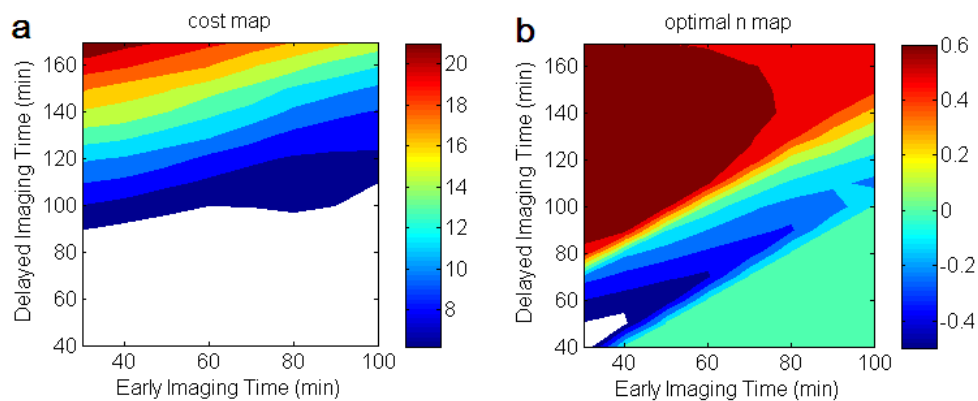 a
cost map
Delayed Imaging Time (min)
160
140
120
100
80
60
40
40 60 80 100
Early Imaging Time (min)
20
18
16
14
12
10
8
b
optimal n map
Delayed Imaging Time (min)
160
140
120
100
80
60
40
40 60 80 100
Early Imaging Time (min)
0.6
0.4
0.2
0
-0.2
-0.4